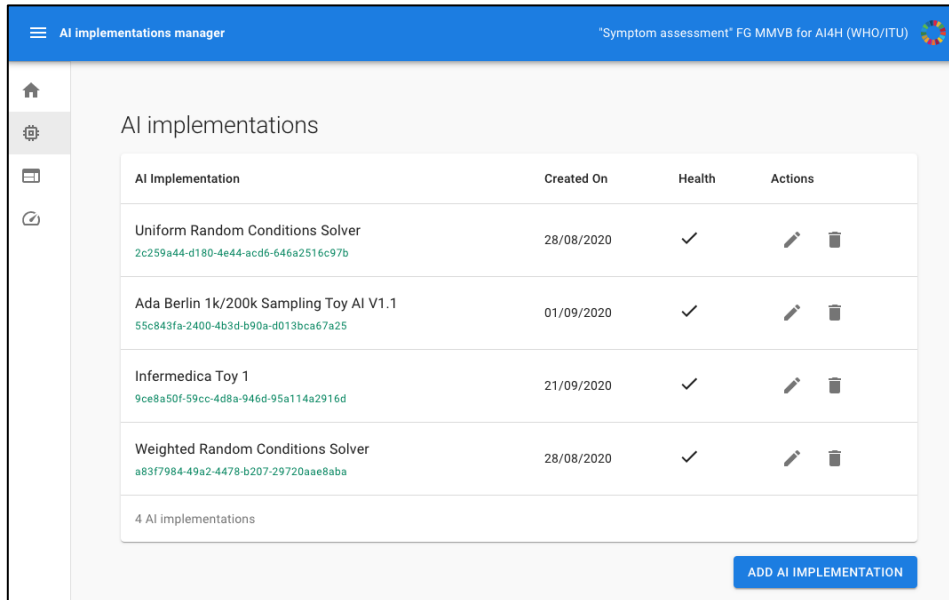 AI implementations manager
"Symptom assessment" FG MMVB for AI4H (WHO/ITU)
AI implementations
AI Implementation Created On Health Actions
Uniform Random Conditions Solver
2c259a44-d180-4e44-acd6-646a2516c97b
28/08/2020
Ada Berlin 1k/200k Sampling Toy AI V1.1
55c843fa-2400-4b3d-b90a-d013bca67a25
01/09/2020
Infermedica Toy 1
9ce8a50f-59cc-4d8a-946d-95a114a2916d
21/09/2020
Weighted Random Conditions Solver
a83f7984-49a2-4478-b207-29720aae8aba
28/08/2020
4 AI implementations
ADD AI IMPLEMENTATION